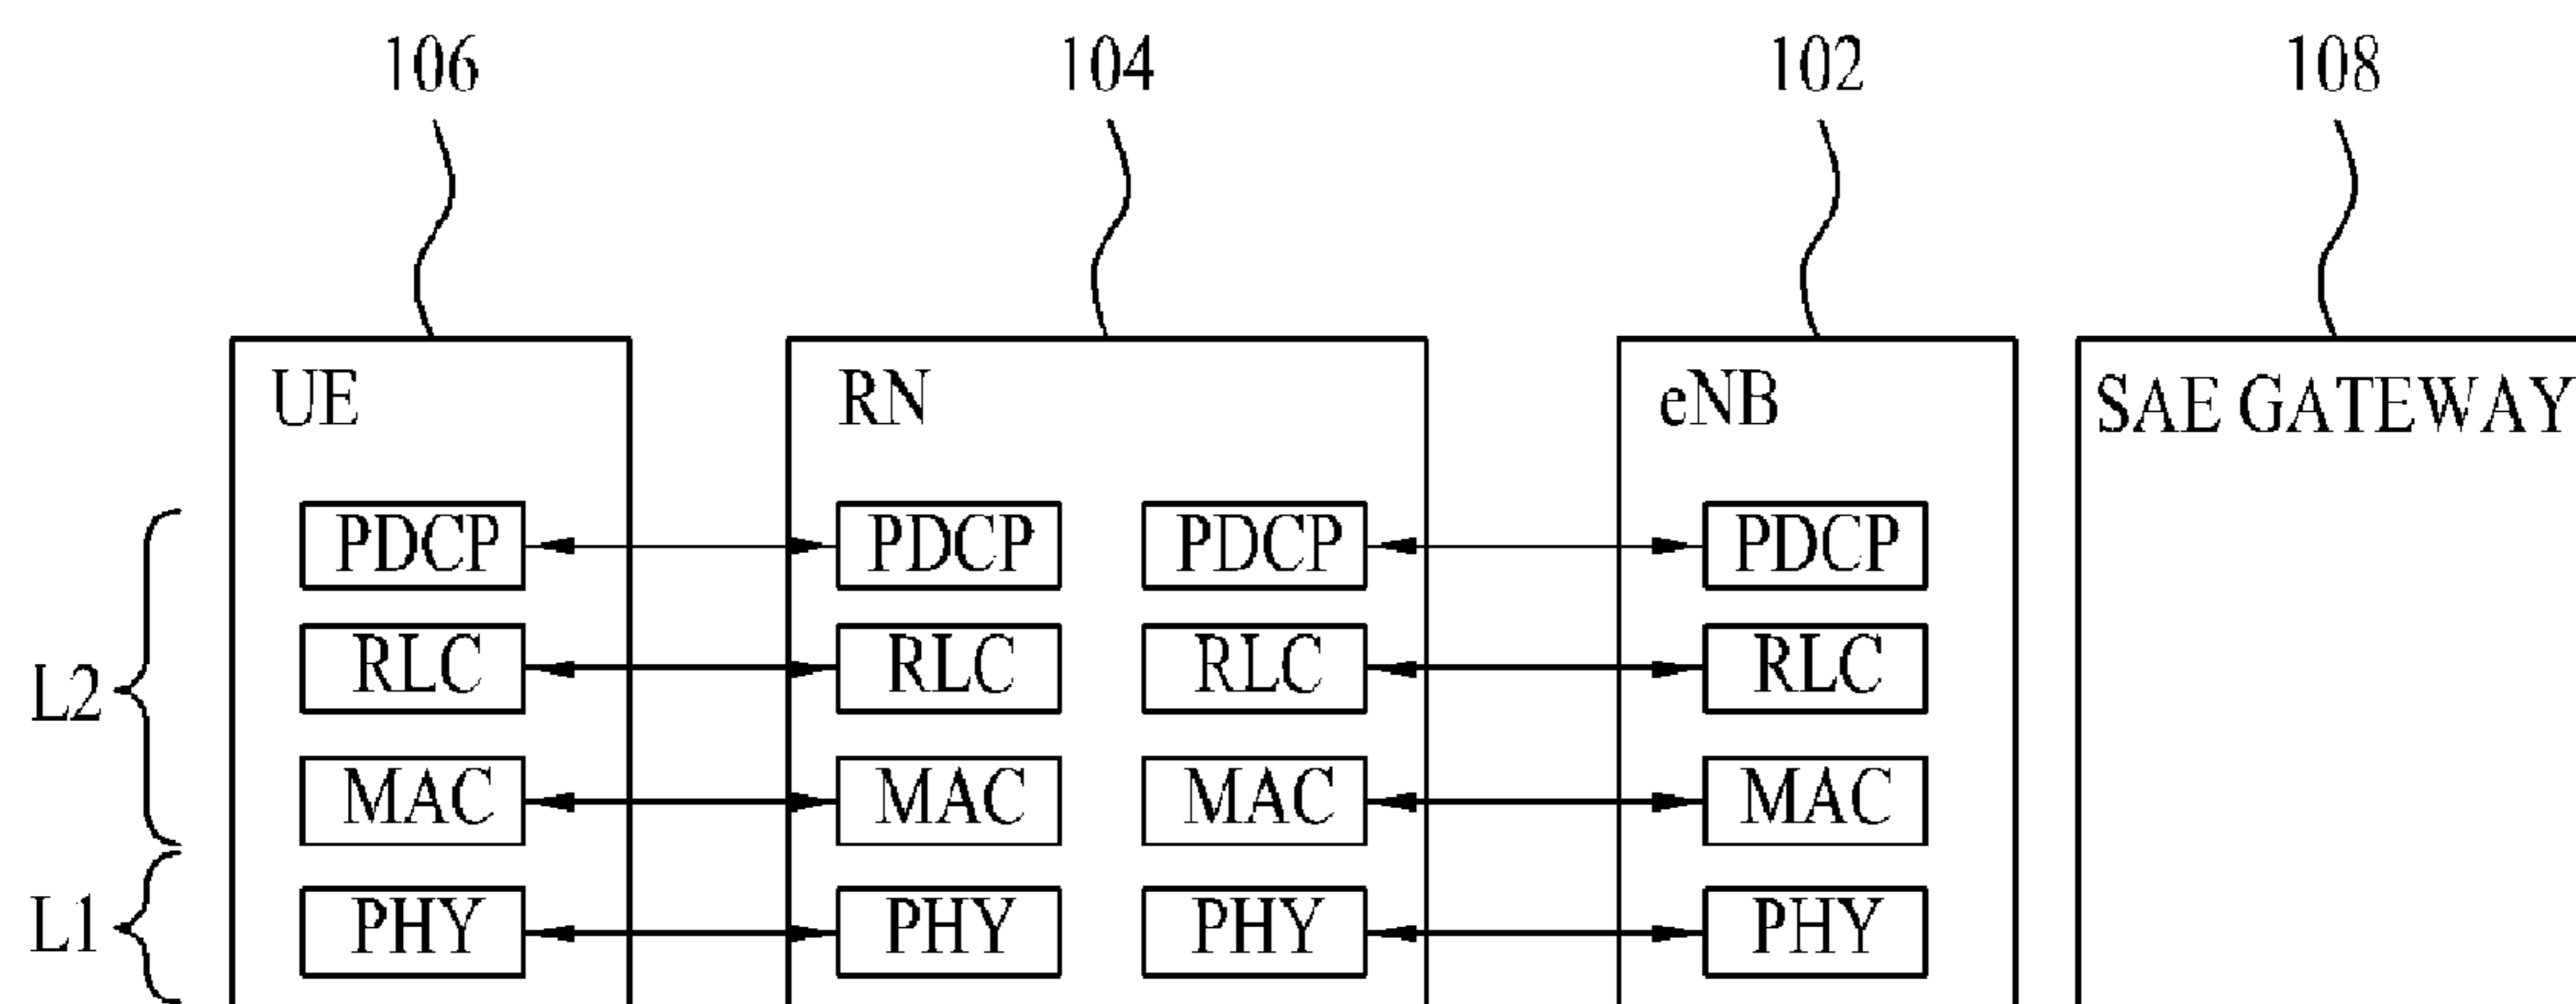 106 104 102 108
UE RN eNB SAE GATEWAY
PDCP PDCP PDCP PDCP
RLC RLC RLC RLC
L2
MAC MAC MAC MAC
L1 PHY PHY PHY PHY